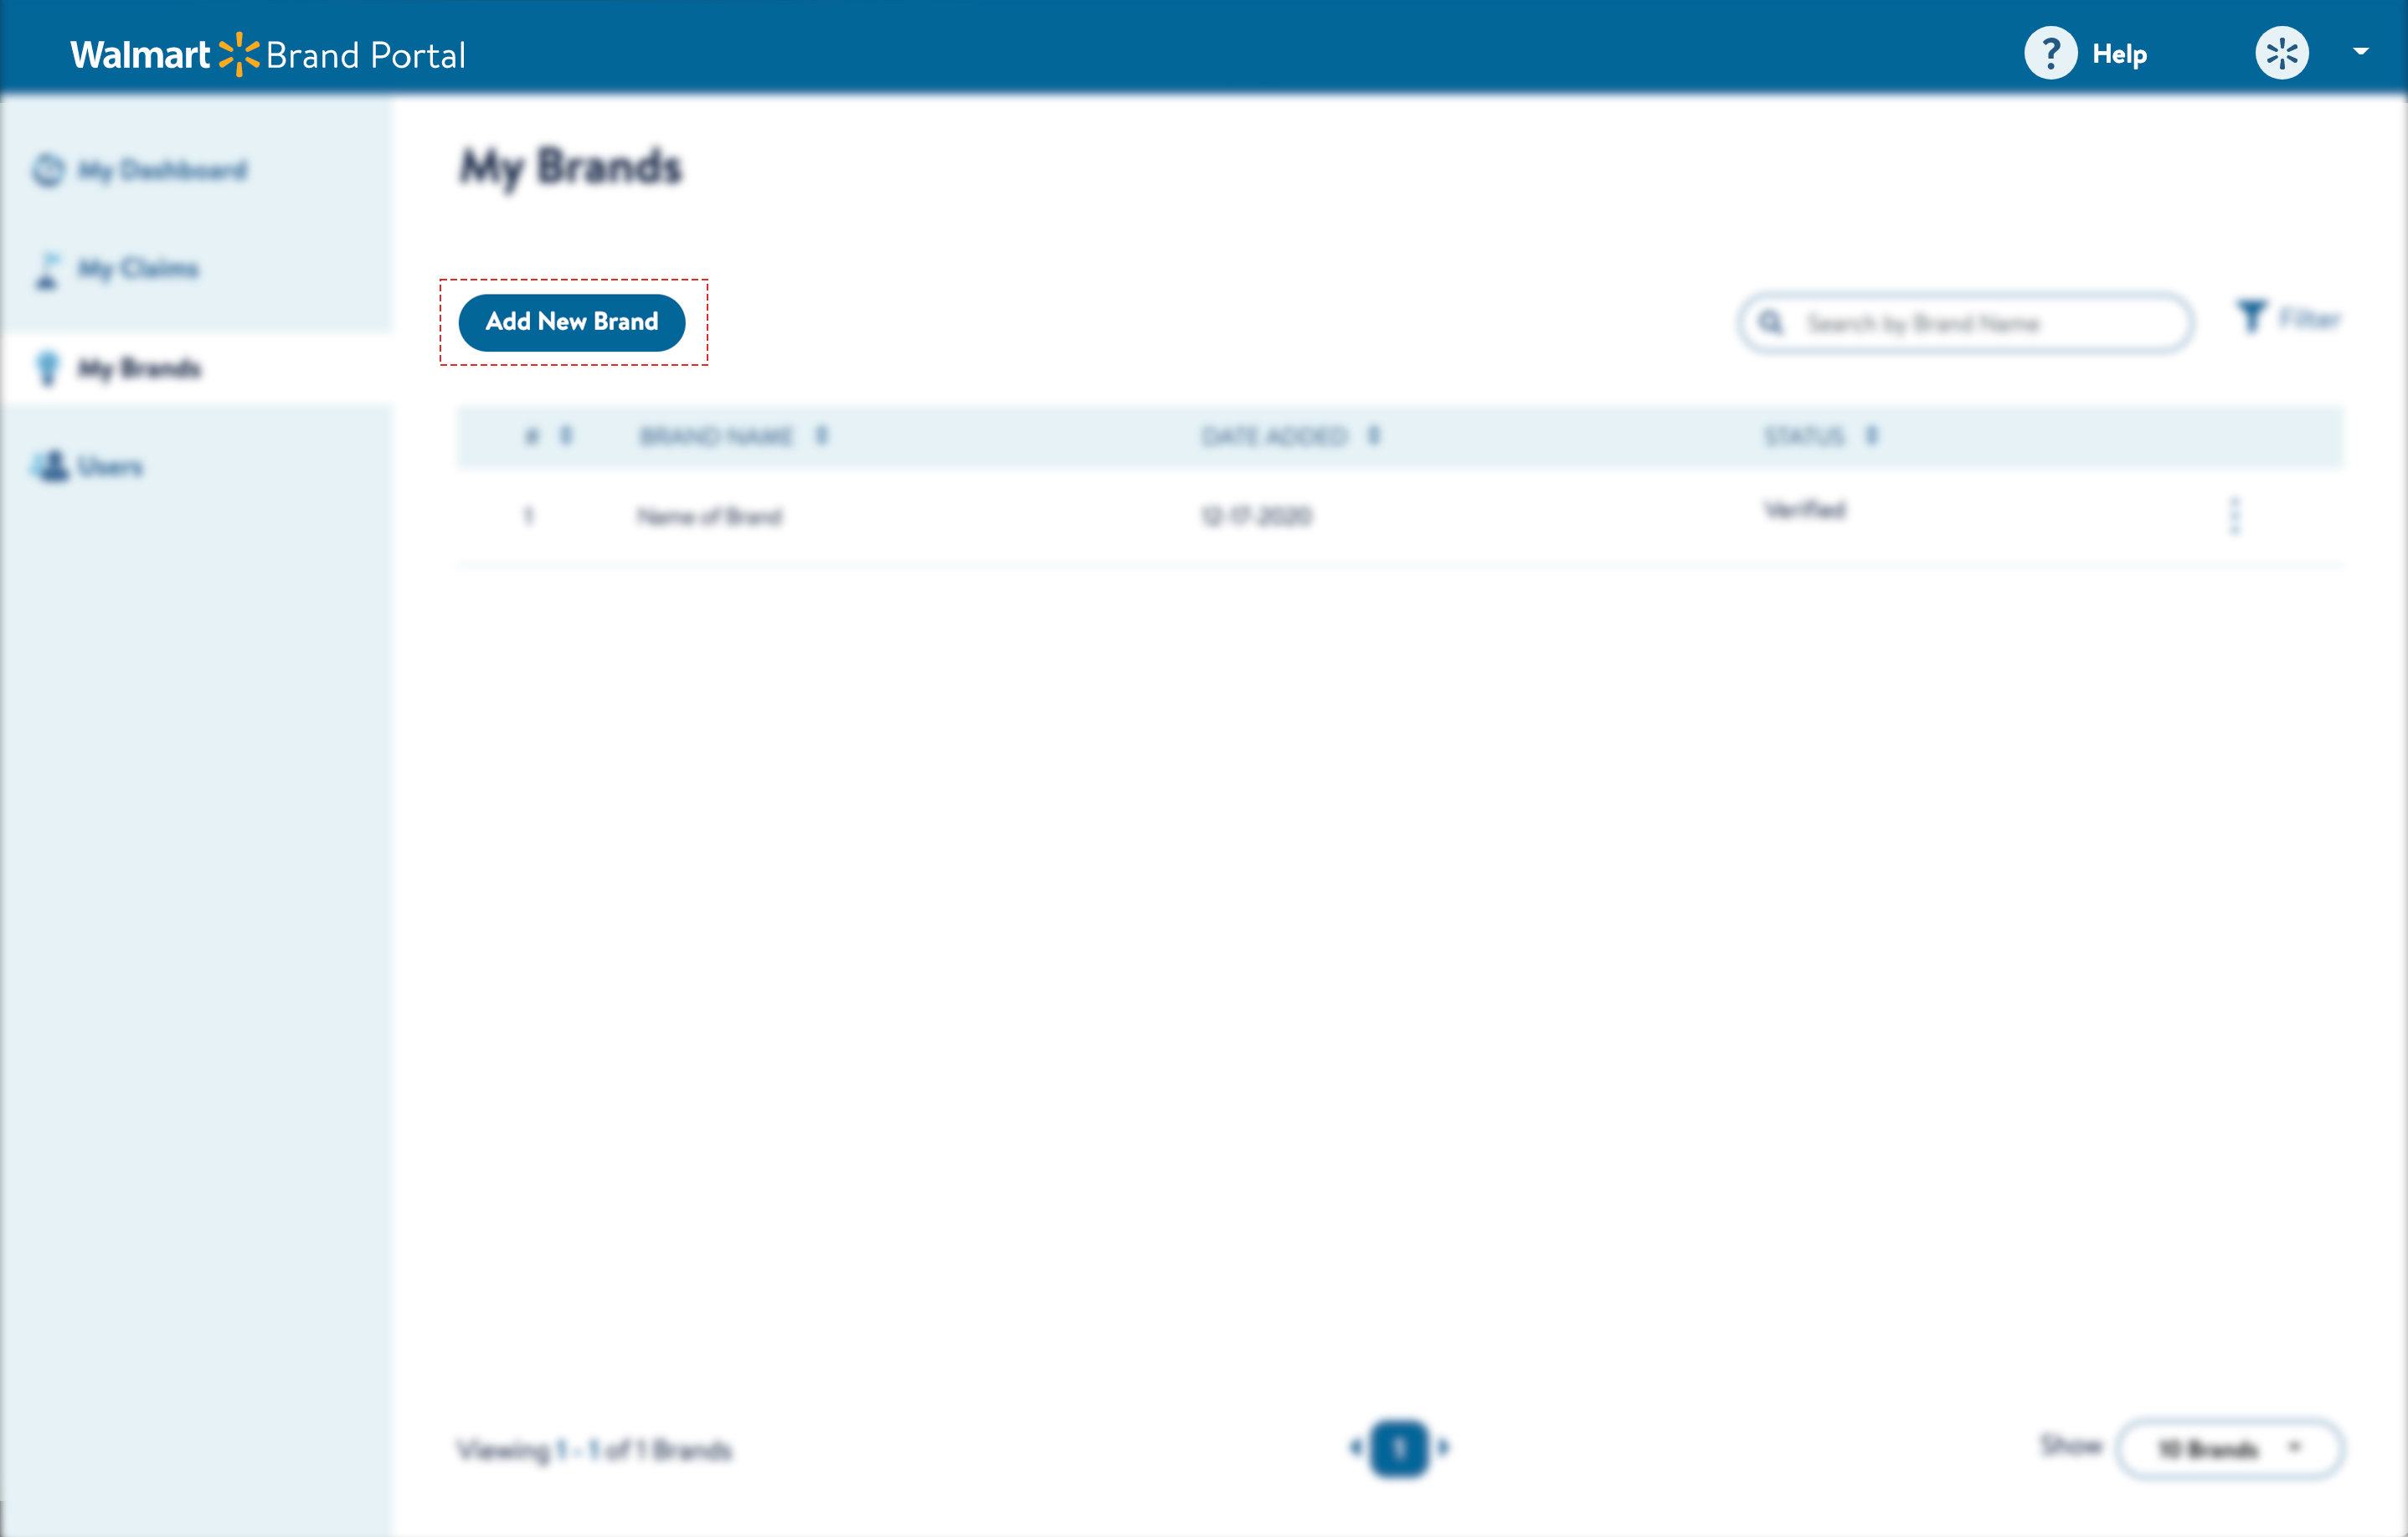 Walmart Brand Portal
Help
My Dashboard
My Claims
My Brands
Users
My Brands
Add New Brand
Search by Brand Name
Filter
# BRAND NAME DATE ADDED STATUS
1 Name of Brand 12-17-2020 Verified
Viewing 1 - 1 of 1 Brands
1
Show 10 Brands